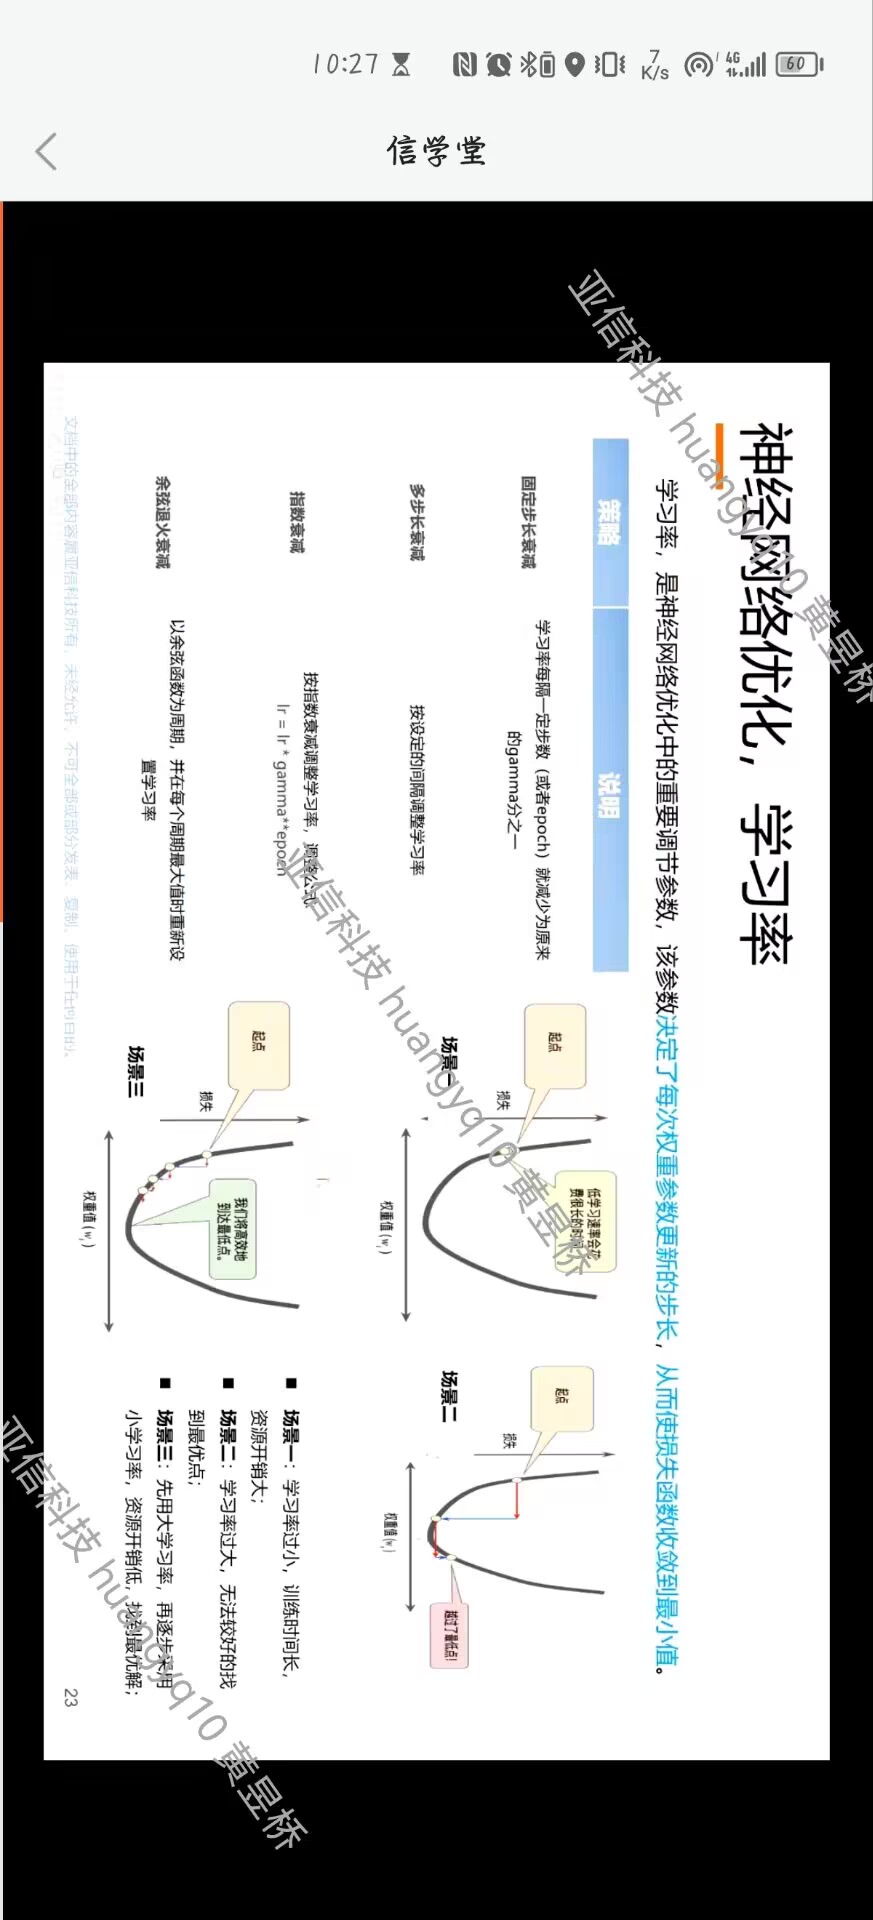 10:27
7
K/s
4G
60
信学堂
神经网络优化，学习率
学习率，是神经网络优化中的重要调节参数，该参数决定了每次权重参数更新的步长，从而使损失函数收敛到最小值。
策略
说明
固定步长衰减
学习率每隔一定步数（或者epoch）就减少为原来
的gamma分之一
多步长衰减
按设定的间隔调整学习率
指数衰减
按指数衰减调整学习率，调整公式
lr = lr * gamma**epoch
余弦退火衰减
以余弦函数为周期，并在每个周期最大值时重新设
置学习率
起点
低学习速率会花
费很长的时间
损失
场景一
权重值 (wᵢ)
起点
损失
场景二
权重值 (wᵢ)
越过了最低点!
起点
损失
场景三
我们将高效地
到达最低点。
权重值 (wᵢ)
■ 场景一：学习率过小，训练时间长，
资源开销大；
■ 场景二：学习率过大，无法较好的找
到最优点；
■ 场景三：先用大学习率，再逐步采用
小学习率，资源开销低，找到最优解；
文档中的全部内容属亚信科技所有，未经允许，不可全部或部分发表、复制、使用于任何目的。
23
亚信科技 huangyq10 黄昱桥
亚信科技 huangyq10 黄昱桥
亚信科技 huangyq10 黄昱桥